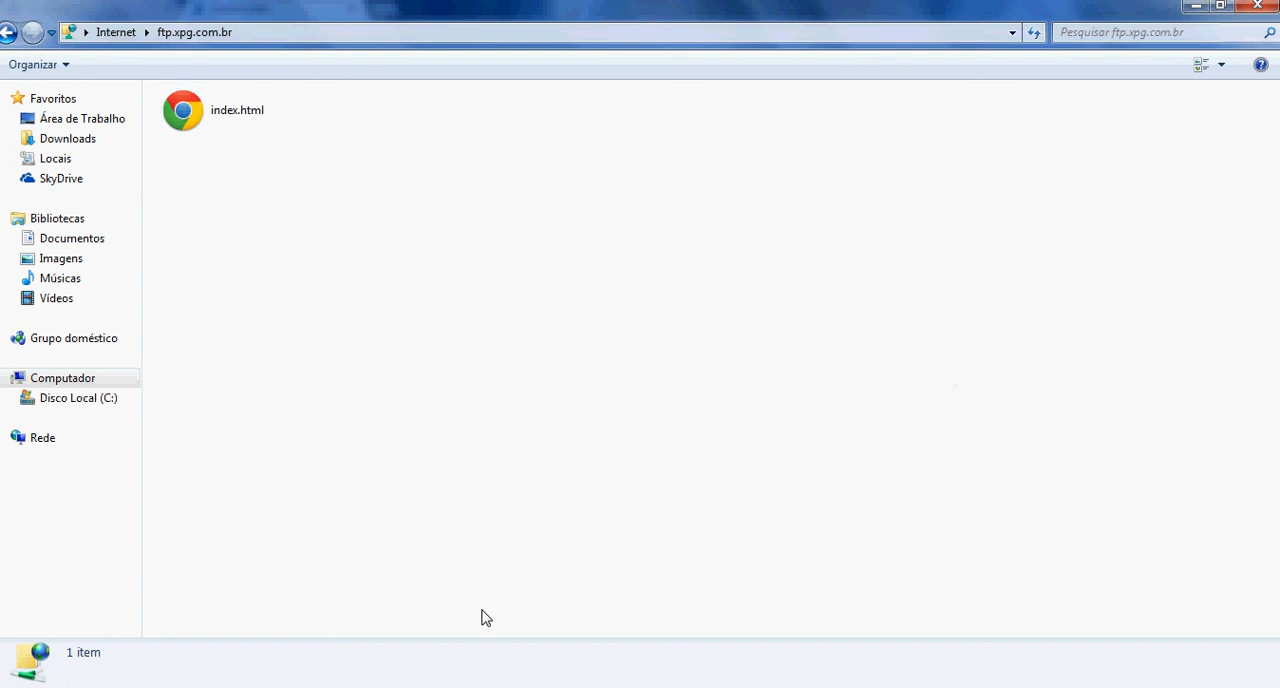 Internet ftp.xpg.com.br
Pesquisar ftp.xpg.com.br
Organizar
Favoritos
Área de Trabalho
Downloads
Locais
SkyDrive
Bibliotecas
Documentos
Imagens
Músicas
Vídeos
Grupo doméstico
Computador
Disco Local (C:)
Rede
index.html
1 item